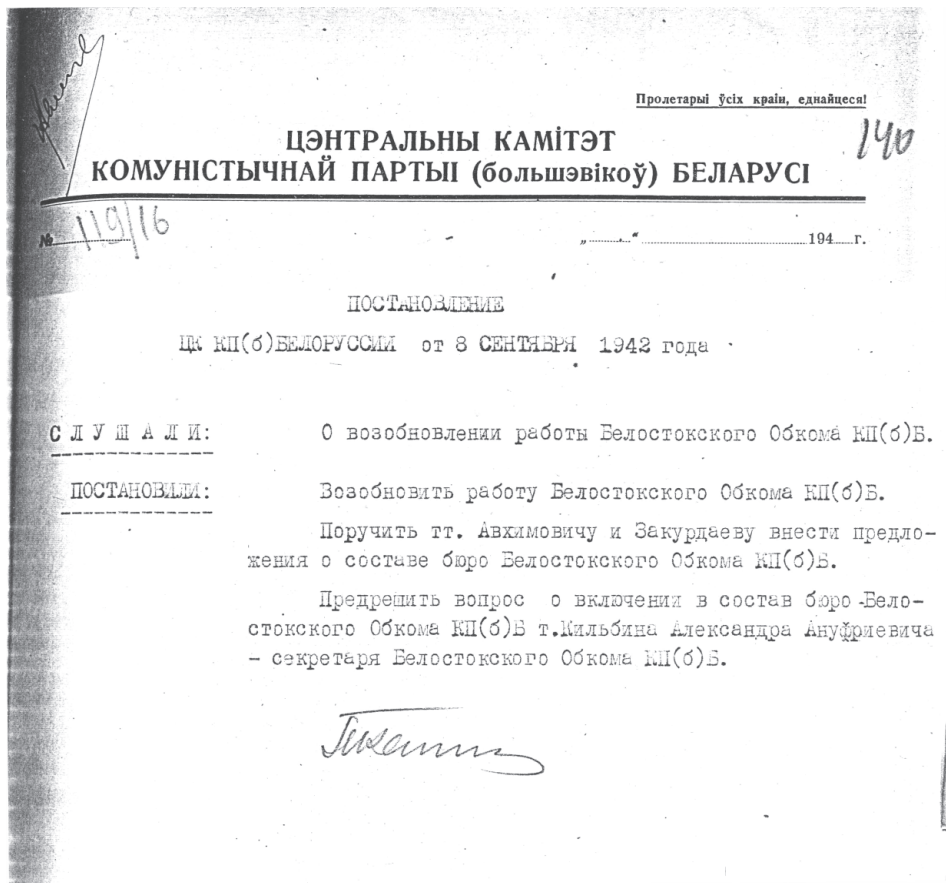 Пролетарыі ўсіх краін, еднайцеся!
140
ЦЭНТРАЛЬНЫ КАМІТЭТ
КОМУНІСТЫЧНАЙ ПАРТЫІ (большэвікоў) БЕЛАРУСІ
№ 119/16
„ “ 194 г.
ПОСТАНОВЛЕНИЕ
ЦК КП(б)БЕЛОРУССИИ от 8 СЕНТЯБРЯ 1942 года
СЛУШАЛИ: О возобновлении работы Белостокского Обкома КП(б)Б.
ПОСТАНОВИЛИ: Возобновить работу Белостокского Обкома КП(б)Б.
Поручить тт. Авхимовичу и Закурдаеву внести предло-
жения о составе бюро Белостокского Обкома КП(б)Б.
Предрешить вопрос о включении в состав бюро Бело-
стокского Обкома КП(б)Б т.Кильбина Александра Ануфриевича
- секретаря Белостокского Обкома КП(б)Б.